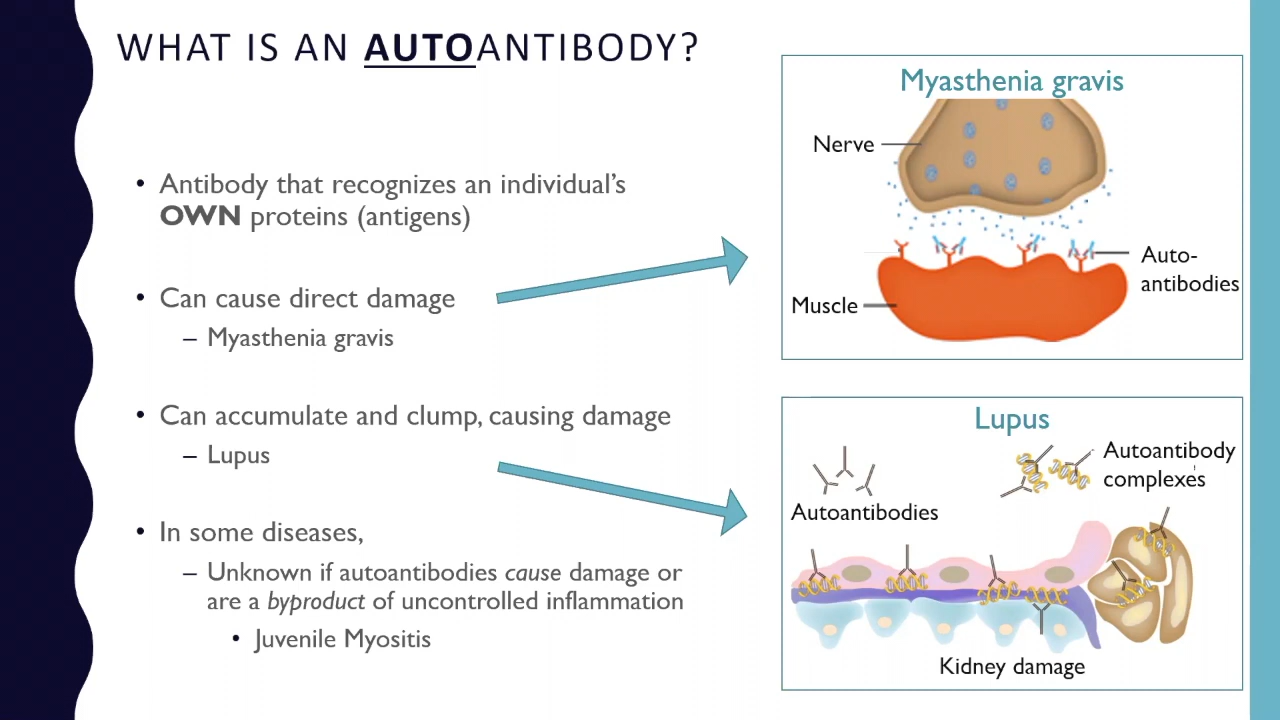 WHAT IS AN AUTOANTIBODY?
• Antibody that recognizes an individual's
OWN proteins (antigens)
• Can cause direct damage
– Myasthenia gravis
• Can accumulate and clump, causing damage
– Lupus
• In some diseases,
– Unknown if autoantibodies cause damage or
are a byproduct of uncontrolled inflammation
• Juvenile Myositis
Myasthenia gravis
Nerve
Auto-
antibodies
Muscle
Lupus
Autoantibody
complexes
Autoantibodies
Kidney damage